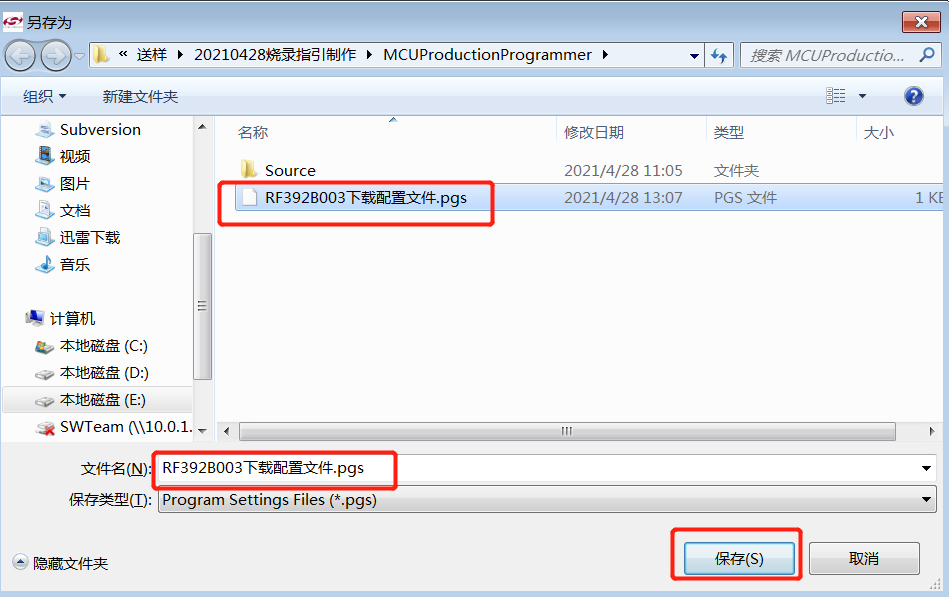 另存为
« 送样 20210428烧录指引制作 MCUProductionProgrammer
搜索 MCUProductio...
组织 新建文件夹
名称 修改日期 类型 大小
Subversion
视频
图片
文档
迅雷下载
音乐
计算机
本地磁盘 (C:)
本地磁盘 (D:)
本地磁盘 (E:)
SWTeam (\\10.0.1.
Source 2021/4/28 11:05 文件夹
RF392B003下载配置文件.pgs 2021/4/28 13:07 PGS 文件 1 KB
文件名(N): RF392B003下载配置文件.pgs
保存类型(T): Program Settings Files (*.pgs)
隐藏文件夹 保存(S) 取消